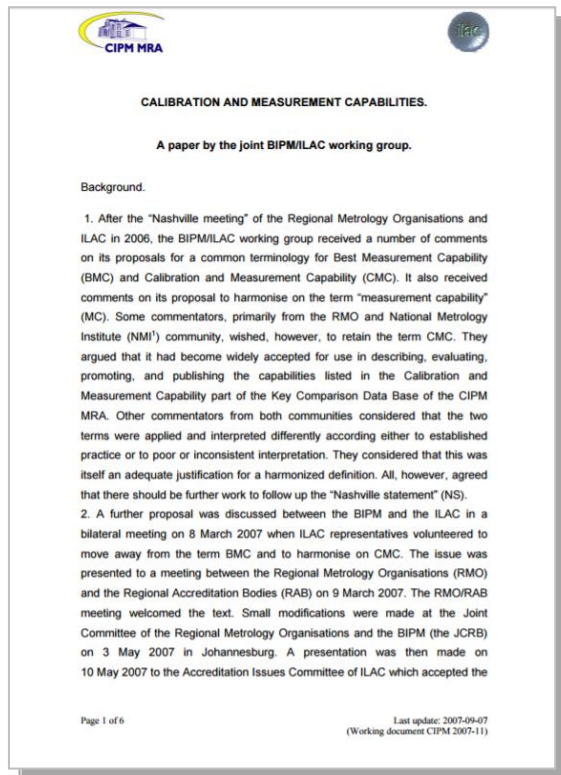 CIPM MRA
ilac
CALIBRATION AND MEASUREMENT CAPABILITIES.
A paper by the joint BIPM/ILAC working group.
Background.
1. After the “Nashville meeting” of the Regional Metrology Organisations and
ILAC in 2006, the BIPM/ILAC working group received a number of comments
on its proposals for a common terminology for Best Measurement Capability
(BMC) and Calibration and Measurement Capability (CMC). It also received
comments on its proposal to harmonise on the term “measurement capability”
(MC). Some commentators, primarily from the RMO and National Metrology
Institute (NMI¹) community, wished, however, to retain the term CMC. They
argued that it had become widely accepted for use in describing, evaluating,
promoting, and publishing the capabilities listed in the Calibration and
Measurement Capability part of the Key Comparison Data Base of the CIPM
MRA. Other commentators from both communities considered that the two
terms were applied and interpreted differently according either to established
practice or to poor or inconsistent interpretation. They considered that this was
itself an adequate justification for a harmonized definition. All, however, agreed
that there should be further work to follow up the “Nashville statement” (NS).
2. A further proposal was discussed between the BIPM and the ILAC in a
bilateral meeting on 8 March 2007 when ILAC representatives volunteered to
move away from the term BMC and to harmonise on CMC. The issue was
presented to a meeting between the Regional Metrology Organisations (RMO)
and the Regional Accreditation Bodies (RAB) on 9 March 2007. The RMO/RAB
meeting welcomed the text. Small modifications were made at the Joint
Committee of the Regional Metrology Organisations and the BIPM (the JCRB)
on 3 May 2007 in Johannesburg. A presentation was then made on
10 May 2007 to the Accreditation Issues Committee of ILAC which accepted the
Page 1 of 6
Last update: 2007-09-07
(Working document CIPM 2007-11)